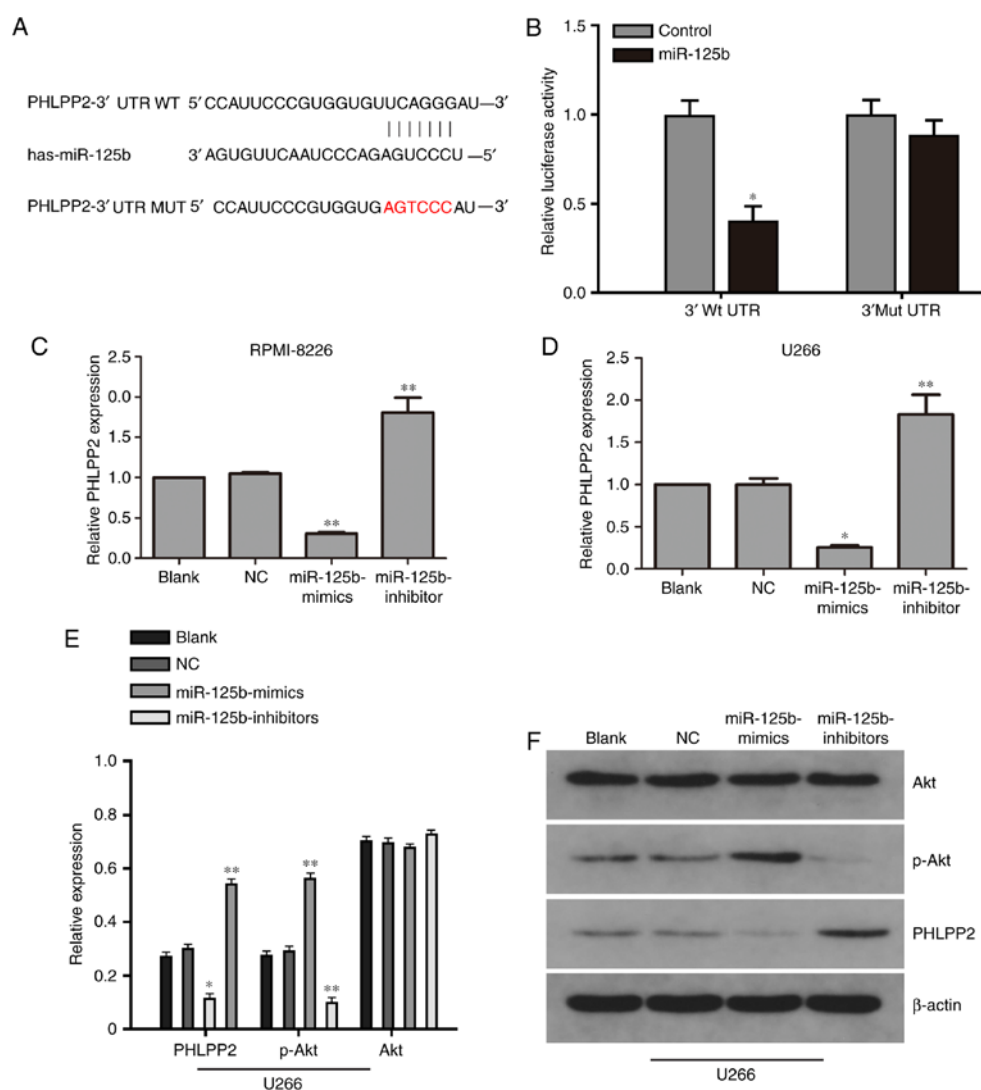 A
PHLPP2-3′ UTR WT 5′ CCAUUCCCGUGGUGUUCAGGGAU—3′
has-miR-125b 3′ AGUGUUCAAUCCCAGAGUCCCU —5′
PHLPP2-3′ UTR MUT CCAUUCCCGUGGUGAGTCCCAU—3′
B
Control
miR-125b
Relative luciferase activity
1.5
1.0
0.5
0.0
*
3′ Wt UTR
3′Mut UTR
C
RPMI-8226
Relative PHLPP2 expression
0.0
1.5
1.0
0.5
0.0
**
**
Blank
NC
miR-125b-
mimics
miR-125b-
inhibitor
D
U266
Relative PHLPP2 expression
2.5
2.0
1.5
1.0
0.5
0.0
*
**
Blank
NC
miR-125b-
mimics
miR-125b-
inhibitor
E
Blank
NC
miR-125b-mimics
miR-125b-inhibitors
Relative expression
1.0
0.8
0.6
0.4
0.2
0
*
**
**
**
PHLPP2
p-Akt
Akt
U266
F
Blank
NC
miR-125b-
mimics
miR-125b-
inhibitors
Akt
p-Akt
PHLPP2
β-actin
U266